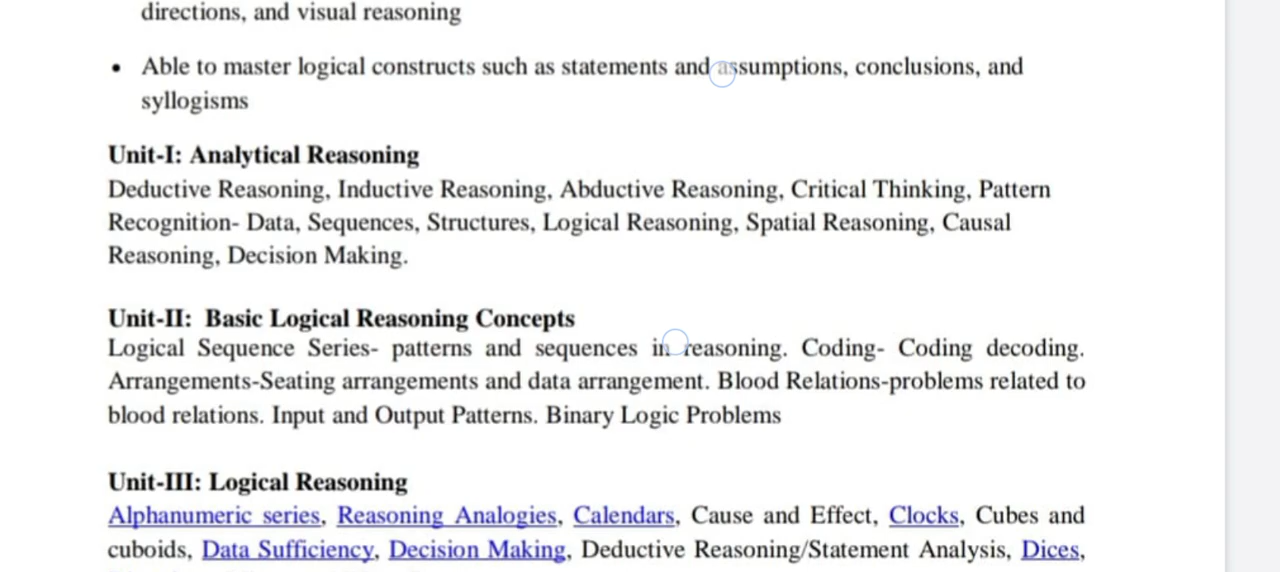 directions, and visual reasoning
• Able to master logical constructs such as statements and assumptions, conclusions, and
syllogisms
Unit-I: Analytical Reasoning
Deductive Reasoning, Inductive Reasoning, Abductive Reasoning, Critical Thinking, Pattern
Recognition- Data, Sequences, Structures, Logical Reasoning, Spatial Reasoning, Causal
Reasoning, Decision Making.
Unit-II: Basic Logical Reasoning Concepts
Logical Sequence Series- patterns and sequences in reasoning. Coding- Coding decoding.
Arrangements-Seating arrangements and data arrangement. Blood Relations-problems related to
blood relations. Input and Output Patterns. Binary Logic Problems
Unit-III: Logical Reasoning
Alphanumeric series, Reasoning Analogies, Calendars, Cause and Effect, Clocks, Cubes and
cuboids, Data Sufficiency, Decision Making, Deductive Reasoning/Statement Analysis, Dices,